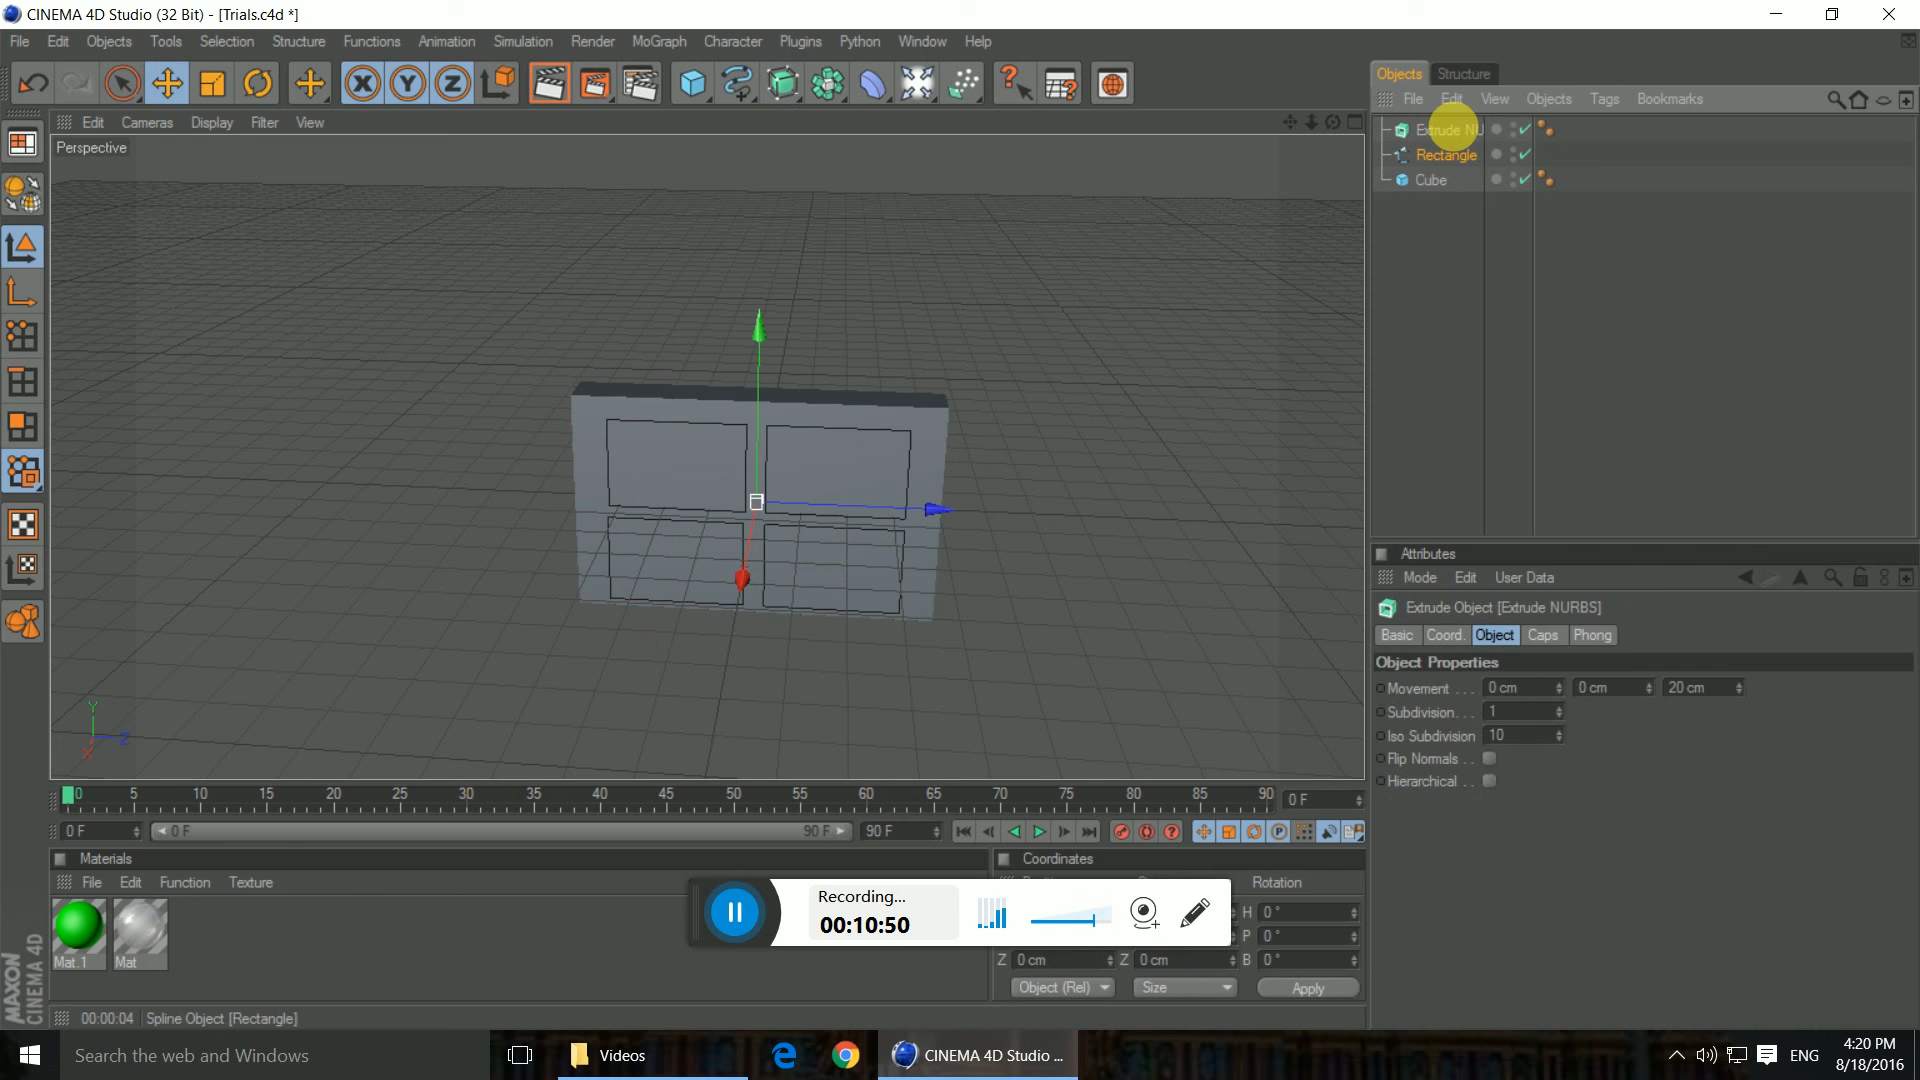 CINEMA 4D Studio (32 Bit) - [Trials.c4d *]
File Edit Objects Tools Selection Structure Functions Animation Simulation Render MoGraph Character Plugins Python Window Help
Objects Structure
File Edit View Objects Tags Bookmarks
Edit Cameras Display Filter View
Perspective
Extrude NU
Rectangle
Cube
Attributes
Mode Edit User Data
Extrude Object [Extrude NURBS]
Basic Coord. Object Caps Phong
Object Properties
Movement . . . 0 cm 0 cm 20 cm
Subdivision. . . 1
Iso Subdivision 10
Flip Normals . .
Hierarchical . . .
Y
Z
X
0 5 10 15 20 25 30 35 40 45 50 55 60 65 70 75 80 85 90 0 F
0 F 0 F 90 F 90 F
Materials
File Edit Function Texture
Mat.1 Mat
Coordinates
Rotation
H 0 °
P 0 °
Z 0 cm Z 0 cm B 0 °
Object (Rel) Size Apply
Recording...
00:10:50
MAXON
CINEMA 4D
00:00:04 Spline Object [Rectangle]
Search the web and Windows
Videos
CINEMA 4D Studio ...
ENG
4:20 PM
8/18/2016